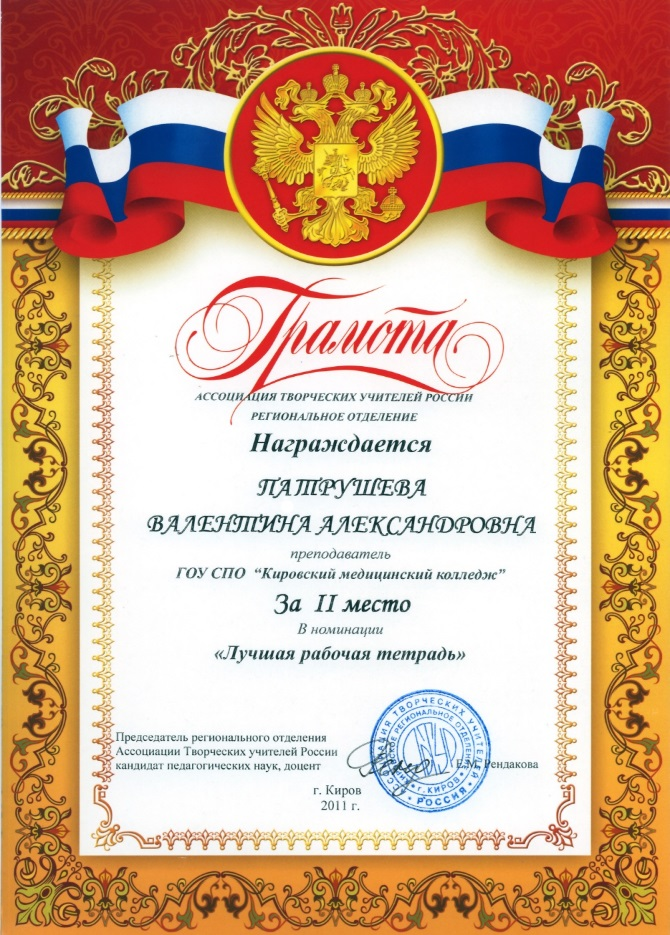 Грамота
АССОЦИАЦИЯ ТВОРЧЕСКИХ УЧИТЕЛЕЙ РОССИИ
РЕГИОНАЛЬНОЕ ОТДЕЛЕНИЕ
Награждается
ПАТРУШЕВА
ВАЛЕНТИНА АЛЕКСАНДРОВНА
преподаватель
ГОУ СПО “Кировский медицинский колледж”
За II место
В номинации
«Лучшая рабочая тетрадь»
Председатель регионального отделения
Ассоциации Творческих учителей России
кандидат педагогических наук, доцент Е.М. Рендакова
г. Киров
2011 г.
АССОЦИАЦИЯ ТВОРЧЕСКИХ УЧИТЕЛЕЙ
РОССИЯ
РЕГИОНАЛЬНОЕ ОТДЕЛЕНИЕ
г. КИРОВ